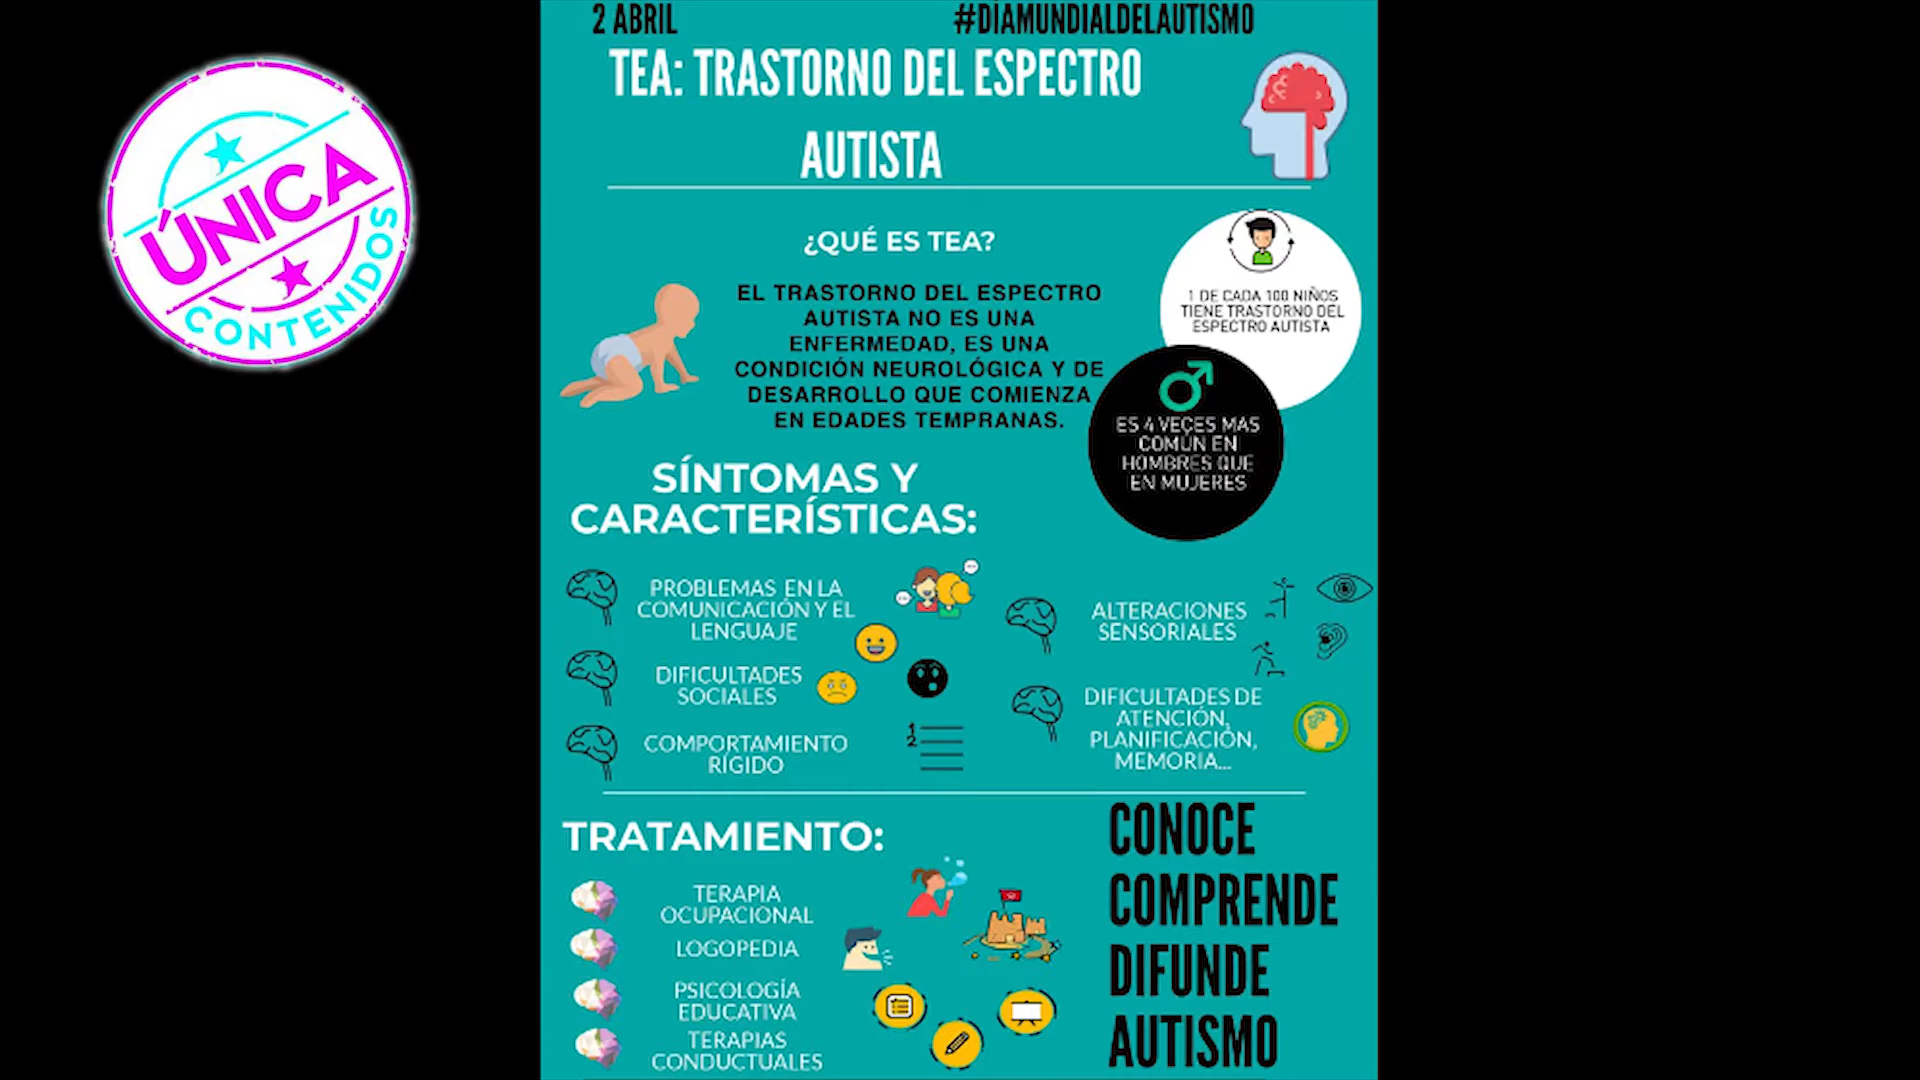 2 ABRIL
#DÍAMUNDIALDELAUTISMO
TEA: TRASTORNO DEL ESPECTRO
AUTISTA
ÚNICA
CONTENIDOS
¿QUÉ ES TEA?
EL TRASTORNO DEL ESPECTRO
AUTISTA NO ES UNA
ENFERMEDAD, ES UNA
CONDICIÓN NEUROLÓGICA Y DE
DESARROLLO QUE COMIENZA
EN EDADES TEMPRANAS.
1 DE CADA 100 NIÑOS
TIENE TRASTORNO DEL
ESPECTRO AUTISTA
ES 4 VECES MAS
COMÚN EN
HOMBRES QUE
EN MUJERES
SÍNTOMAS Y
CARACTERÍSTICAS:
PROBLEMAS EN LA
COMUNICACIÓN Y EL
LENGUAJE
DIFICULTADES
SOCIALES
COMPORTAMIENTO
RÍGIDO
1
2
ALTERACIONES
SENSORIALES
DIFICULTADES DE
ATENCIÓN,
PLANIFICACIÓN,
MEMORIA...
TRATAMIENTO:
TERAPIA
OCUPACIONAL
LOGOPEDIA
PSICOLOGÍA
EDUCATIVA
TERAPIAS
CONDUCTUALES
CONOCE
COMPRENDE
DIFUNDE
AUTISMO